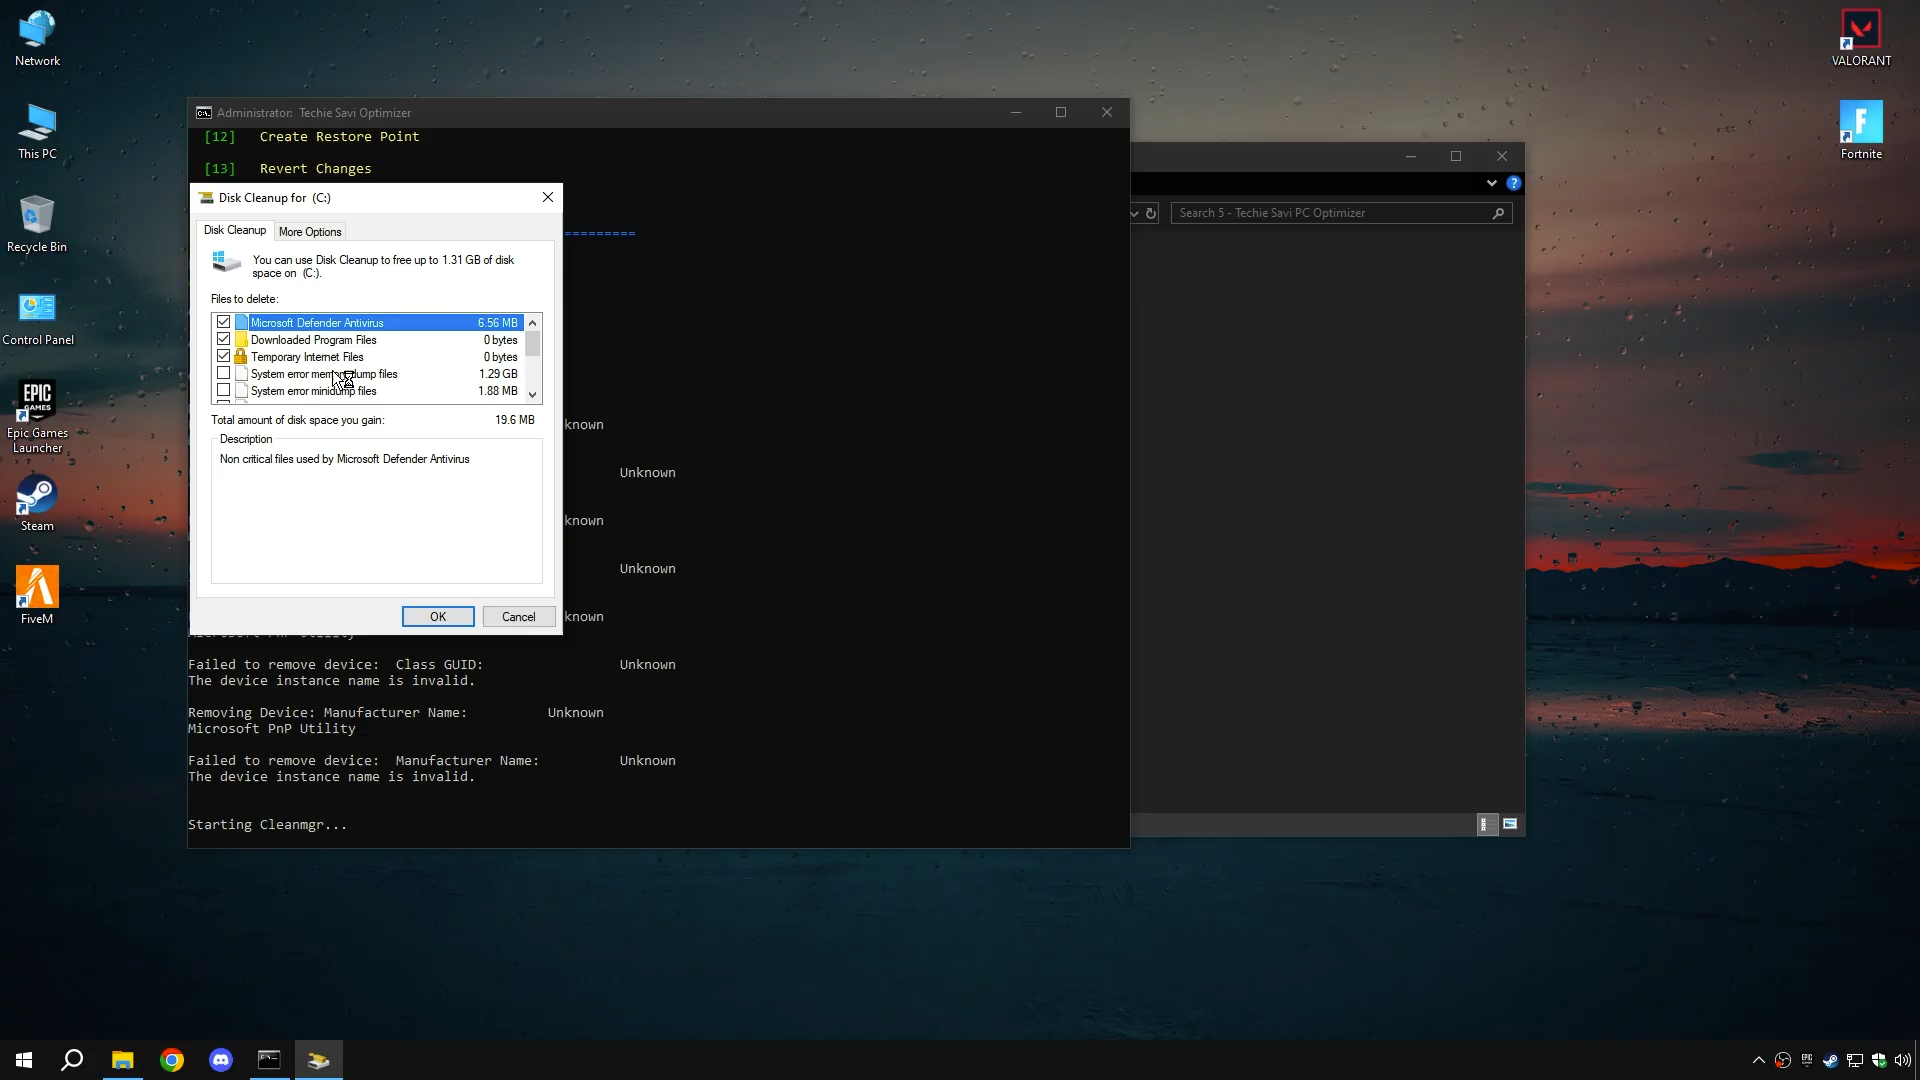 Network
This PC
Recycle Bin
Control Panel
EPIC
GAMES
Epic Games
Launcher
Steam
FiveM
VALORANT
Fortnite
Administrator:  Techie Savi Optimizer
[12]   Create Restore Point
[13]   Revert Changes
Search 5 - Techie Savi PC Optimizer
Disk Cleanup for  (C:)
Disk Cleanup
More Options
You can use Disk Cleanup to free up to 1.31 GB of disk
space on  (C:).
Files to delete:
Microsoft Defender Antivirus 6.56 MB
Downloaded Program Files 0 bytes
Temporary Internet Files 0 bytes
System error memory dump files 1.29 GB
System error minidump files 1.88 MB
Total amount of disk space you gain: 19.6 MB
Description
Non critical files used by Microsoft Defender Antivirus
OK
Cancel
=========
known
Unknown
known
Unknown
known
Microsoft PnP Utility
Failed to remove device:  Class GUID: Unknown
The device instance name is invalid.
Removing Device: Manufacturer Name: Unknown
Microsoft PnP Utility
Failed to remove device:  Manufacturer Name: Unknown
The device instance name is invalid.
Starting Cleanmgr...